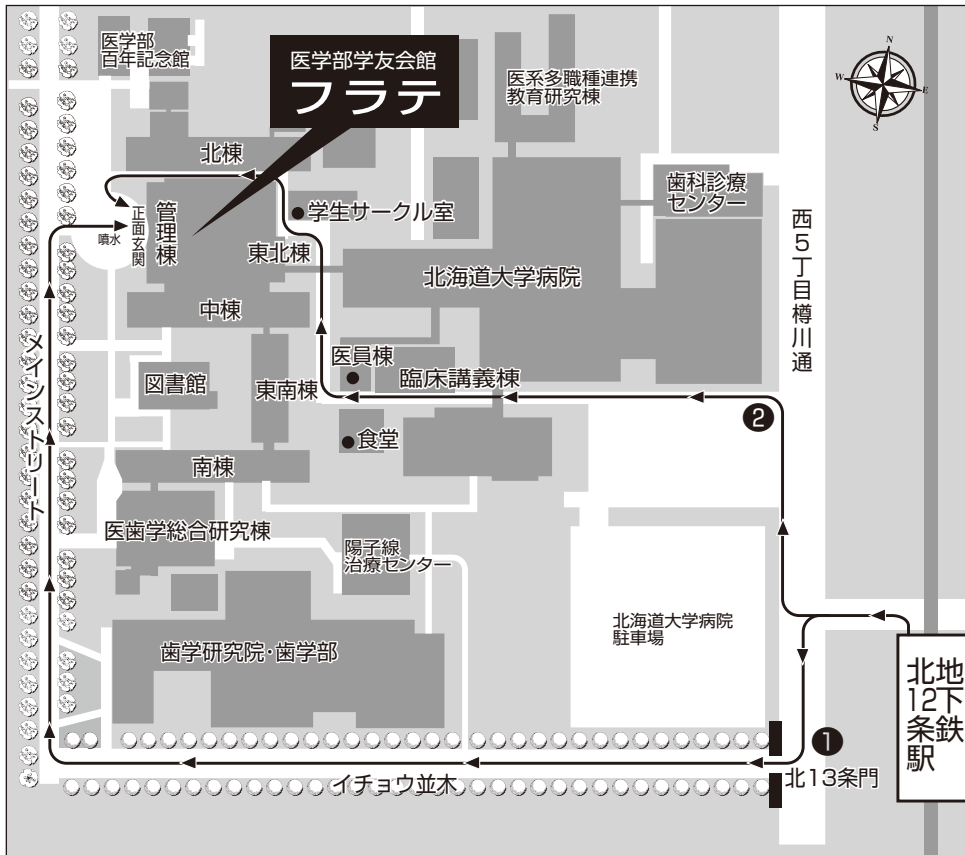 医学部
百年記念館
医学部学友会館
フラテ
医系多職種連携
教育研究棟
N
W
E
S
北棟
歯科診療
センター
学生サークル室
管理棟
正面玄関
噴水
東北棟
北海道大学病院
西5丁目樽川通
中棟
医員棟
臨床講義棟
図書館
東南棟
メインストリート
2
食堂
南棟
医歯学総合研究棟
陽子線
治療センター
北海道大学病院
駐車場
歯学研究院・歯学部
地下鉄
北12条駅
1
北13条門
イチョウ並木